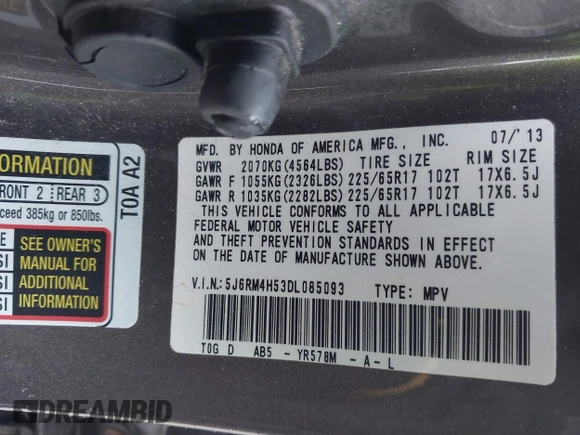 ORMATION
FRONT 2 REAR 3
ceed 385kg or 850lbs.
SEE OWNER'S
MANUAL FOR
ADDITIONAL
INFORMATION
TOA A2
MFD. BY HONDA OF AMERICA MFG., INC. 07/'13
GVWR 2070KG(4564LBS) TIRE SIZE RIM SIZE
GAWR F 1055KG(2326LBS) 225/65R17 102T 17X6.5J
GAWR R 1035KG(2282LBS) 225/65R17 102T 17X6.5J
THIS VEHICLE CONFORMS TO ALL APPLICABLE
FEDERAL MOTOR VEHICLE SAFETY
AND THEFT PREVENTION STANDARDS IN EFFECT
ON THE DATE OF MANUFACTURE SHOWN ABOVE.
V.I.N.:5J6RM4H53DL085093 TYPE: MPV
TOG D AB5 - YR578M - A - L
DREAMBID